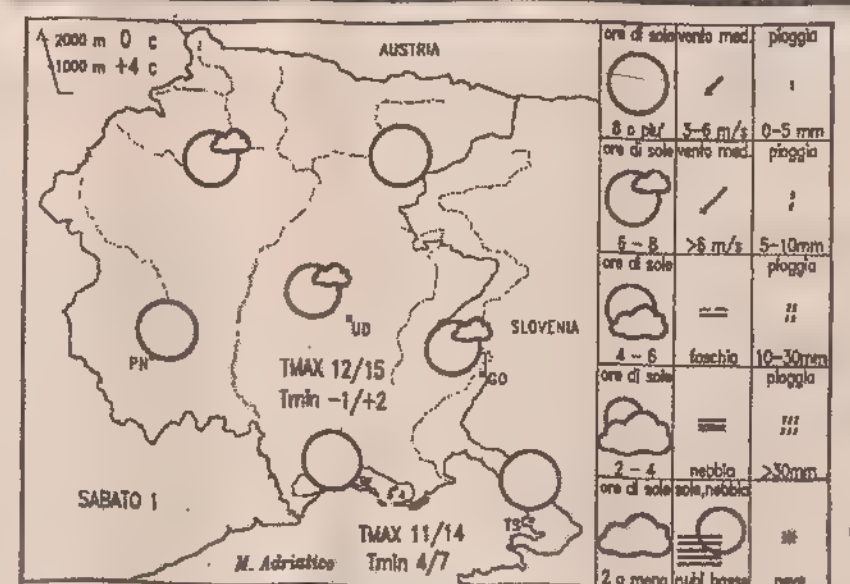 2000 m 0 c
1000 m +4 c
AUSTRIA
UD
SLOVENIA
PN
TMAX 12/15
Tmin -1/+2
GO
SABATO 1
TMAX 11/14
Tmin 4/7
TS
M. Adriatico
ore di sole vento med. pioggia
8 o piu' 3-6 m/s 0-5 mm
ore di sole vento med. pioggia
6 - 8 >6 m/s 5-10mm
ore di sole pioggia
4 - 6 foschia 10-30mm
ore di sole pioggia
2 - 4 nebbia >30mm
ore di sole sole,nebbia
2 o meno nubi basse neve